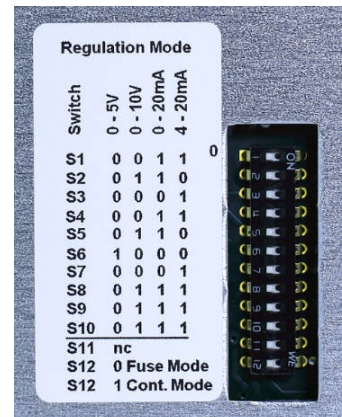 Regulation Mode
Switch 0 - 5V 0 - 10V 0 - 20mA 4 - 20mA
S1 0 0 1 1 0
S2 0 1 1 0
S3 0 0 0 1
S4 0 0 1 1
S5 0 1 1 0
S6 1 0 0 0
S7 0 0 0 1
S8 0 1 1 1
S9 0 1 1 1
S10 0 1 1 1
S11 nc
S12 0 Fuse Mode
S12 1 Cont. Mode
ON
1
2
3
4
5
6
7
8
9
10
11
12
WE